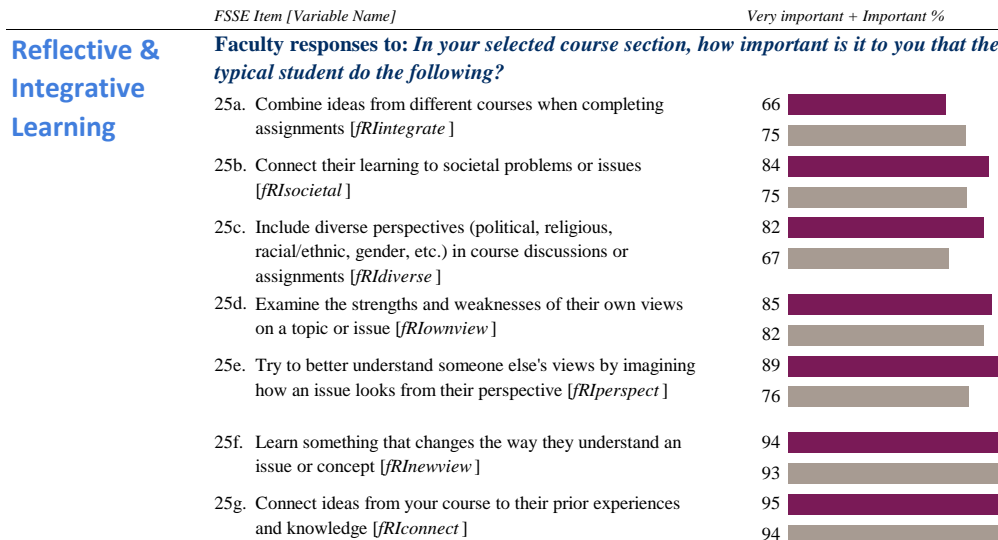 FSSE Item [Variable Name]
Very important + Important %
Reflective &
Integrative
Learning
Faculty responses to: In your selected course section, how important is it to you that the
typical student do the following?
25a. Combine ideas from different courses when completing
assignments [fRIintegrate ]
66
75
25b. Connect their learning to societal problems or issues
[fRIsocietal ]
84
75
25c. Include diverse perspectives (political, religious,
racial/ethnic, gender, etc.) in course discussions or
assignments [fRIdiverse ]
82
67
25d. Examine the strengths and weaknesses of their own views
on a topic or issue [fRIownview ]
85
82
25e. Try to better understand someone else's views by imagining
how an issue looks from their perspective [fRIperspect ]
89
76
25f. Learn something that changes the way they understand an
issue or concept [fRInewview ]
94
93
25g. Connect ideas from your course to their prior experiences
and knowledge [fRIconnect ]
95
94